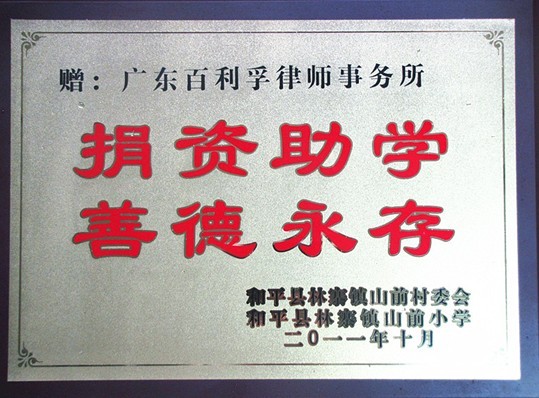 赠：广东百利孚律师事务所
捐资助学
善德永存
和平县林寨镇山前村委会
和平县林寨镇山前小学
二〇一一年十月